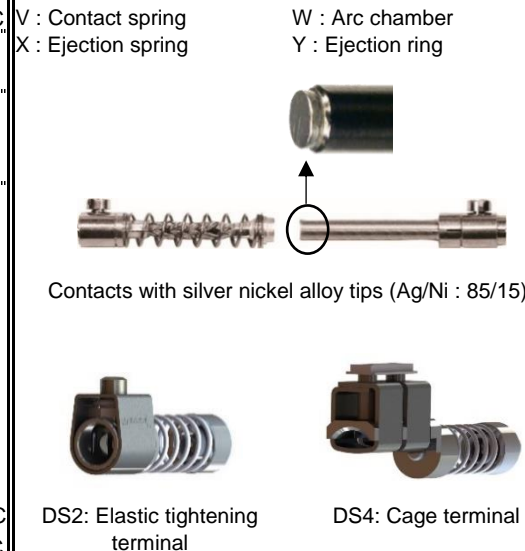 V : Contact spring W : Arc chamber
X : Ejection spring Y : Ejection ring
Contacts with silver nickel alloy tips (Ag/Ni : 85/15)
DS2: Elastic tightening terminal
DS4: Cage terminal